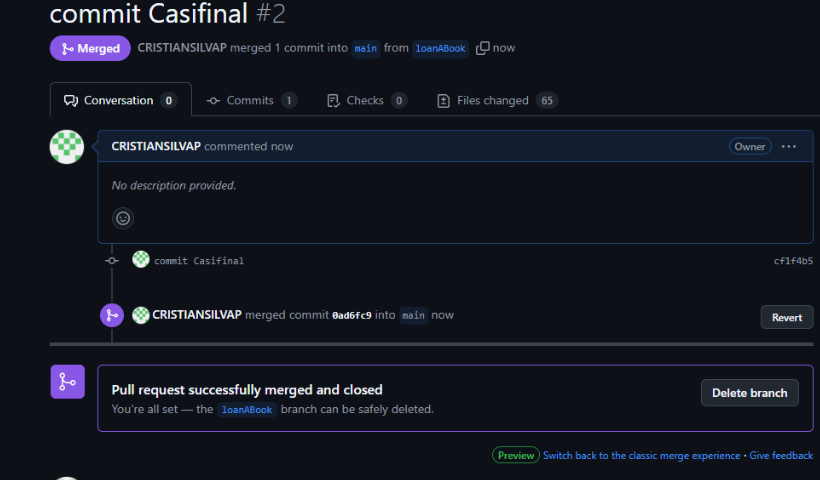 commit Casifinal #2
Merged CRISTIANSILVAP merged 1 commit into main from loanABook now
Conversation 0 Commits 1 Checks 0 Files changed 65
CRISTIANSILVAP commented now Owner ...
No description provided.
commit Casifinal cf1f4b5
CRISTIANSILVAP merged commit 0ad6fc9 into main now Revert
Pull request successfully merged and closed
You're all set — the loanABook branch can be safely deleted.
Delete branch
Preview Switch back to the classic merge experience · Give feedback